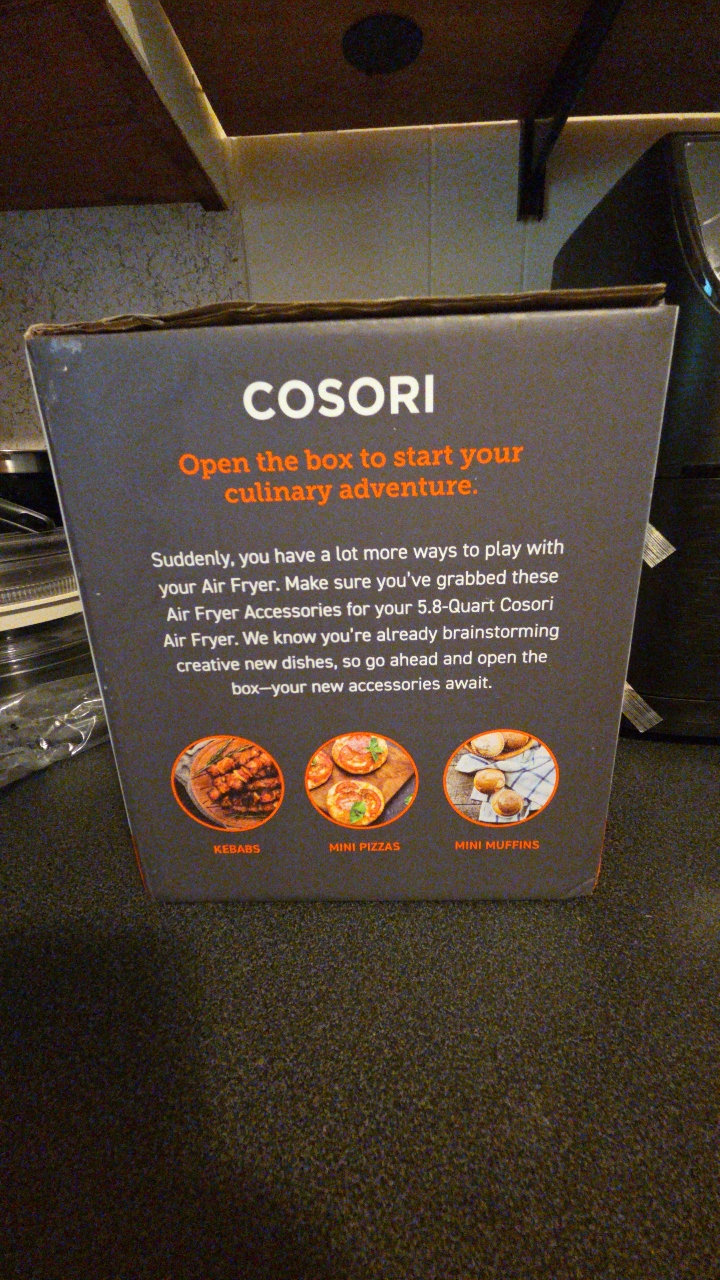 COSORI
Open the box to start your
culinary adventure.
Suddenly, you have a lot more ways to play with
your Air Fryer. Make sure you've grabbed these
Air Fryer Accessories for your 5.8-Quart Cosori
Air Fryer. We know you're already brainstorming
creative new dishes, so go ahead and open the
box—your new accessories await.
KEBABS
MINI PIZZAS
MINI MUFFINS